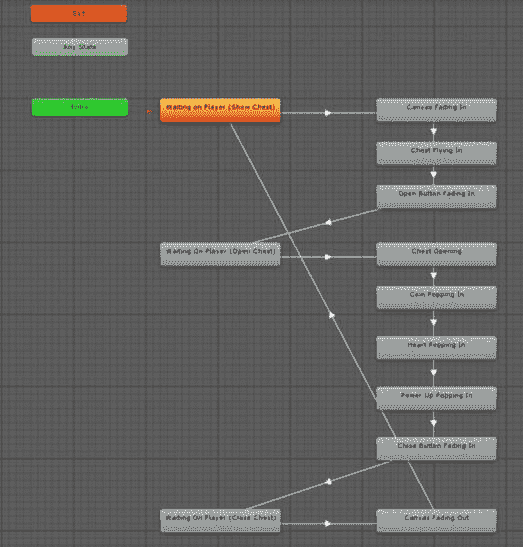 Exit
Any State
Entry
Waiting on Player (Show Chest)
Canvas Fading In
Chest Flying In
Open Button Fading In
Waiting On Player (Open Chest)
Chest Opening
Coin Popping In
Heart Popping In
Power Up Popping In
Close Button Fading In
Waiting On Player (Close Chest)
Canvas Fading Out